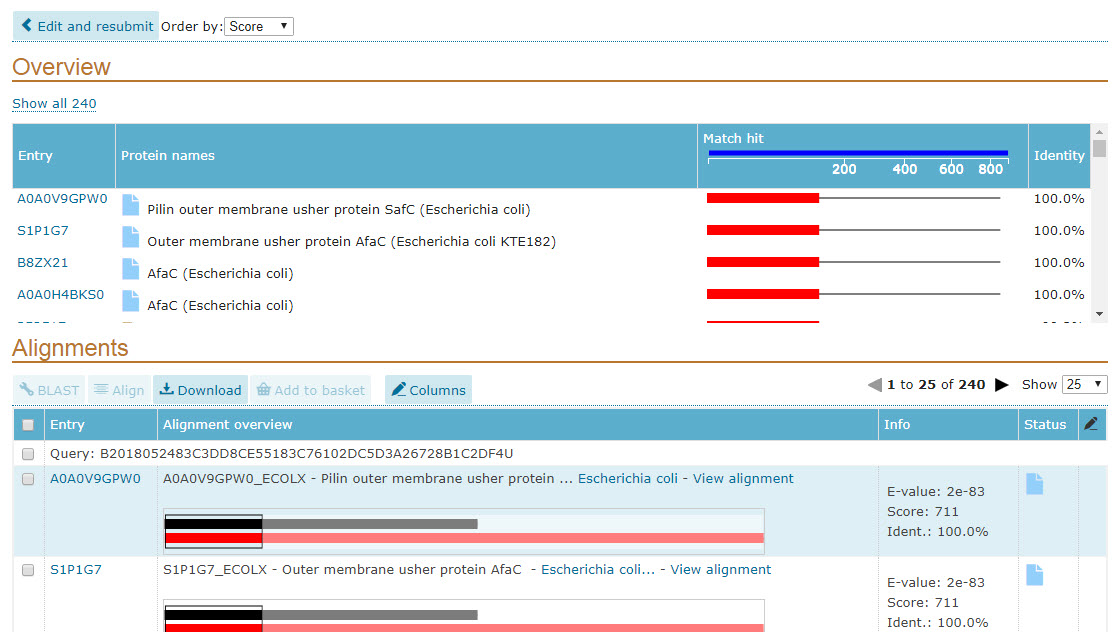 Edit and resubmit Order by: Score
Overview
Show all 240
Entry Protein names Match hit Identity
200 400 600 800
A0A0V9GPW0 Pilin outer membrane usher protein SafC (Escherichia coli) 100.0%
S1P1G7 Outer membrane usher protein AfaC (Escherichia coli KTE182) 100.0%
B8ZX21 AfaC (Escherichia coli) 100.0%
A0A0H4BKS0 AfaC (Escherichia coli) 100.0%
Alignments
BLAST Align Download Add to basket Columns 1 to 25 of 240 Show 25
Entry Alignment overview Info Status
Query: B2018052483C3DD8CE55183C76102DC5D3A26728B1C2DF4U
A0A0V9GPW0 A0A0V9GPW0_ECOLX - Pilin outer membrane usher protein ... Escherichia coli - View alignment
E-value: 2e-83
Score: 711
Ident.: 100.0%
S1P1G7 S1P1G7_ECOLX - Outer membrane usher protein AfaC - Escherichia coli... - View alignment
E-value: 2e-83
Score: 711
Ident.: 100.0%